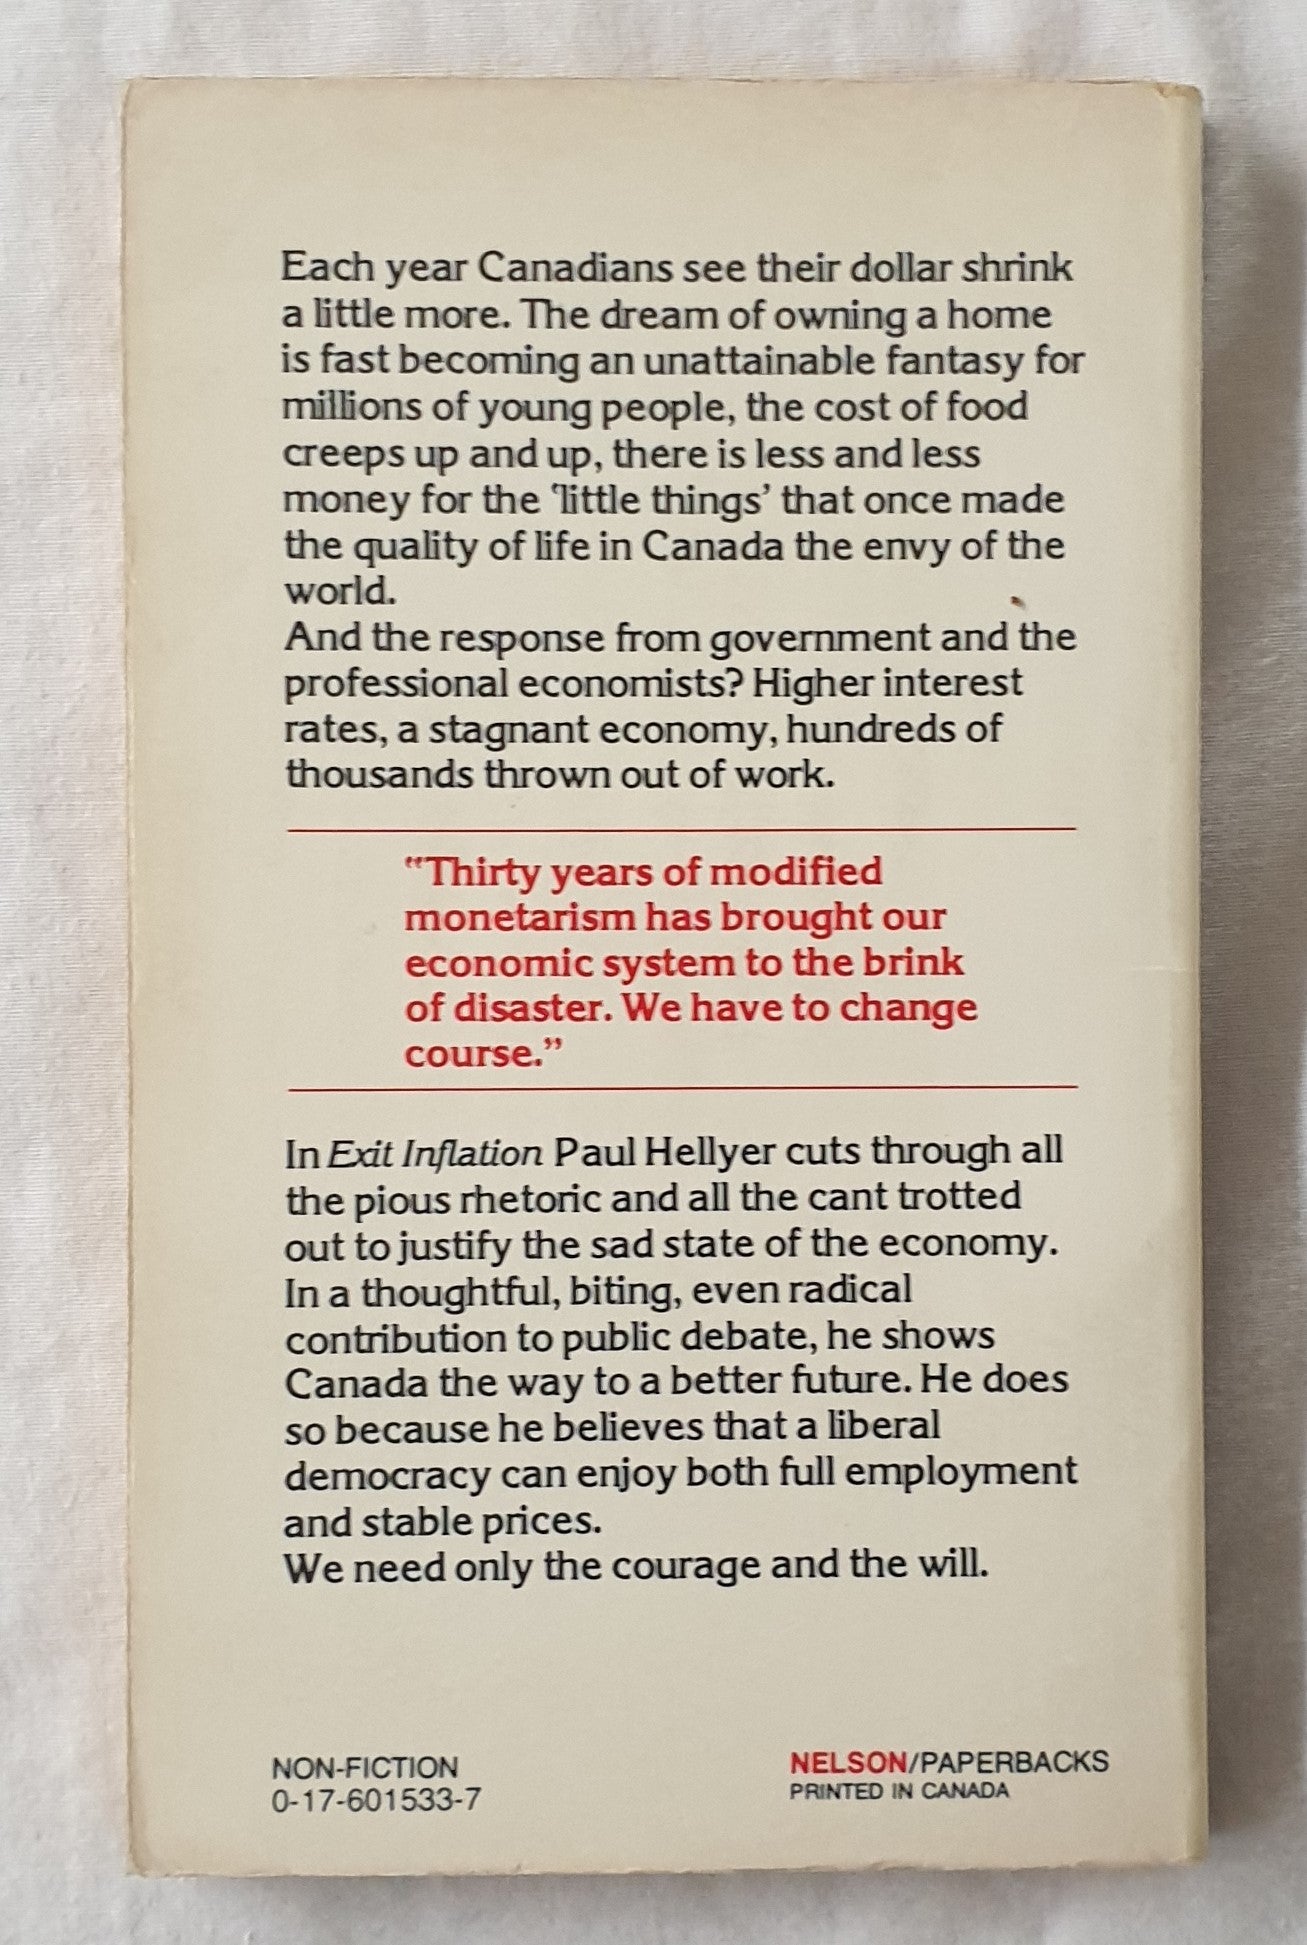 Each year Canadians see their dollar shrink
a little more. The dream of owning a home
is fast becoming an unattainable fantasy for
millions of young people, the cost of food
creeps up and up, there is less and less
money for the 'little things' that once made
the quality of life in Canada the envy of the
world.
And the response from government and the
professional economists? Higher interest
rates, a stagnant economy, hundreds of
thousands thrown out of work.
“Thirty years of modified
monetarism has brought our
economic system to the brink
of disaster. We have to change
course.”
In Exit Inflation Paul Hellyer cuts through all
the pious rhetoric and all the cant trotted
out to justify the sad state of the economy.
In a thoughtful, biting, even radical
contribution to public debate, he shows
Canada the way to a better future. He does
so because he believes that a liberal
democracy can enjoy both full employment
and stable prices.
We need only the courage and the will.
NON-FICTION
0-17-601533-7
NELSON/PAPERBACKS
PRINTED IN CANADA